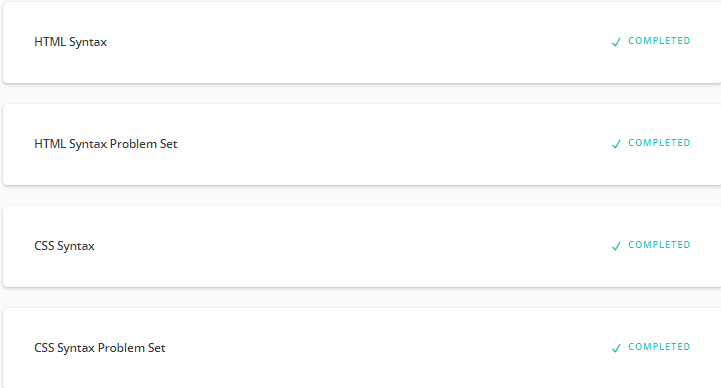 HTML Syntax ✓ COMPLETED
HTML Syntax Problem Set ✓ COMPLETED
CSS Syntax ✓ COMPLETED
CSS Syntax Problem Set ✓ COMPLETED